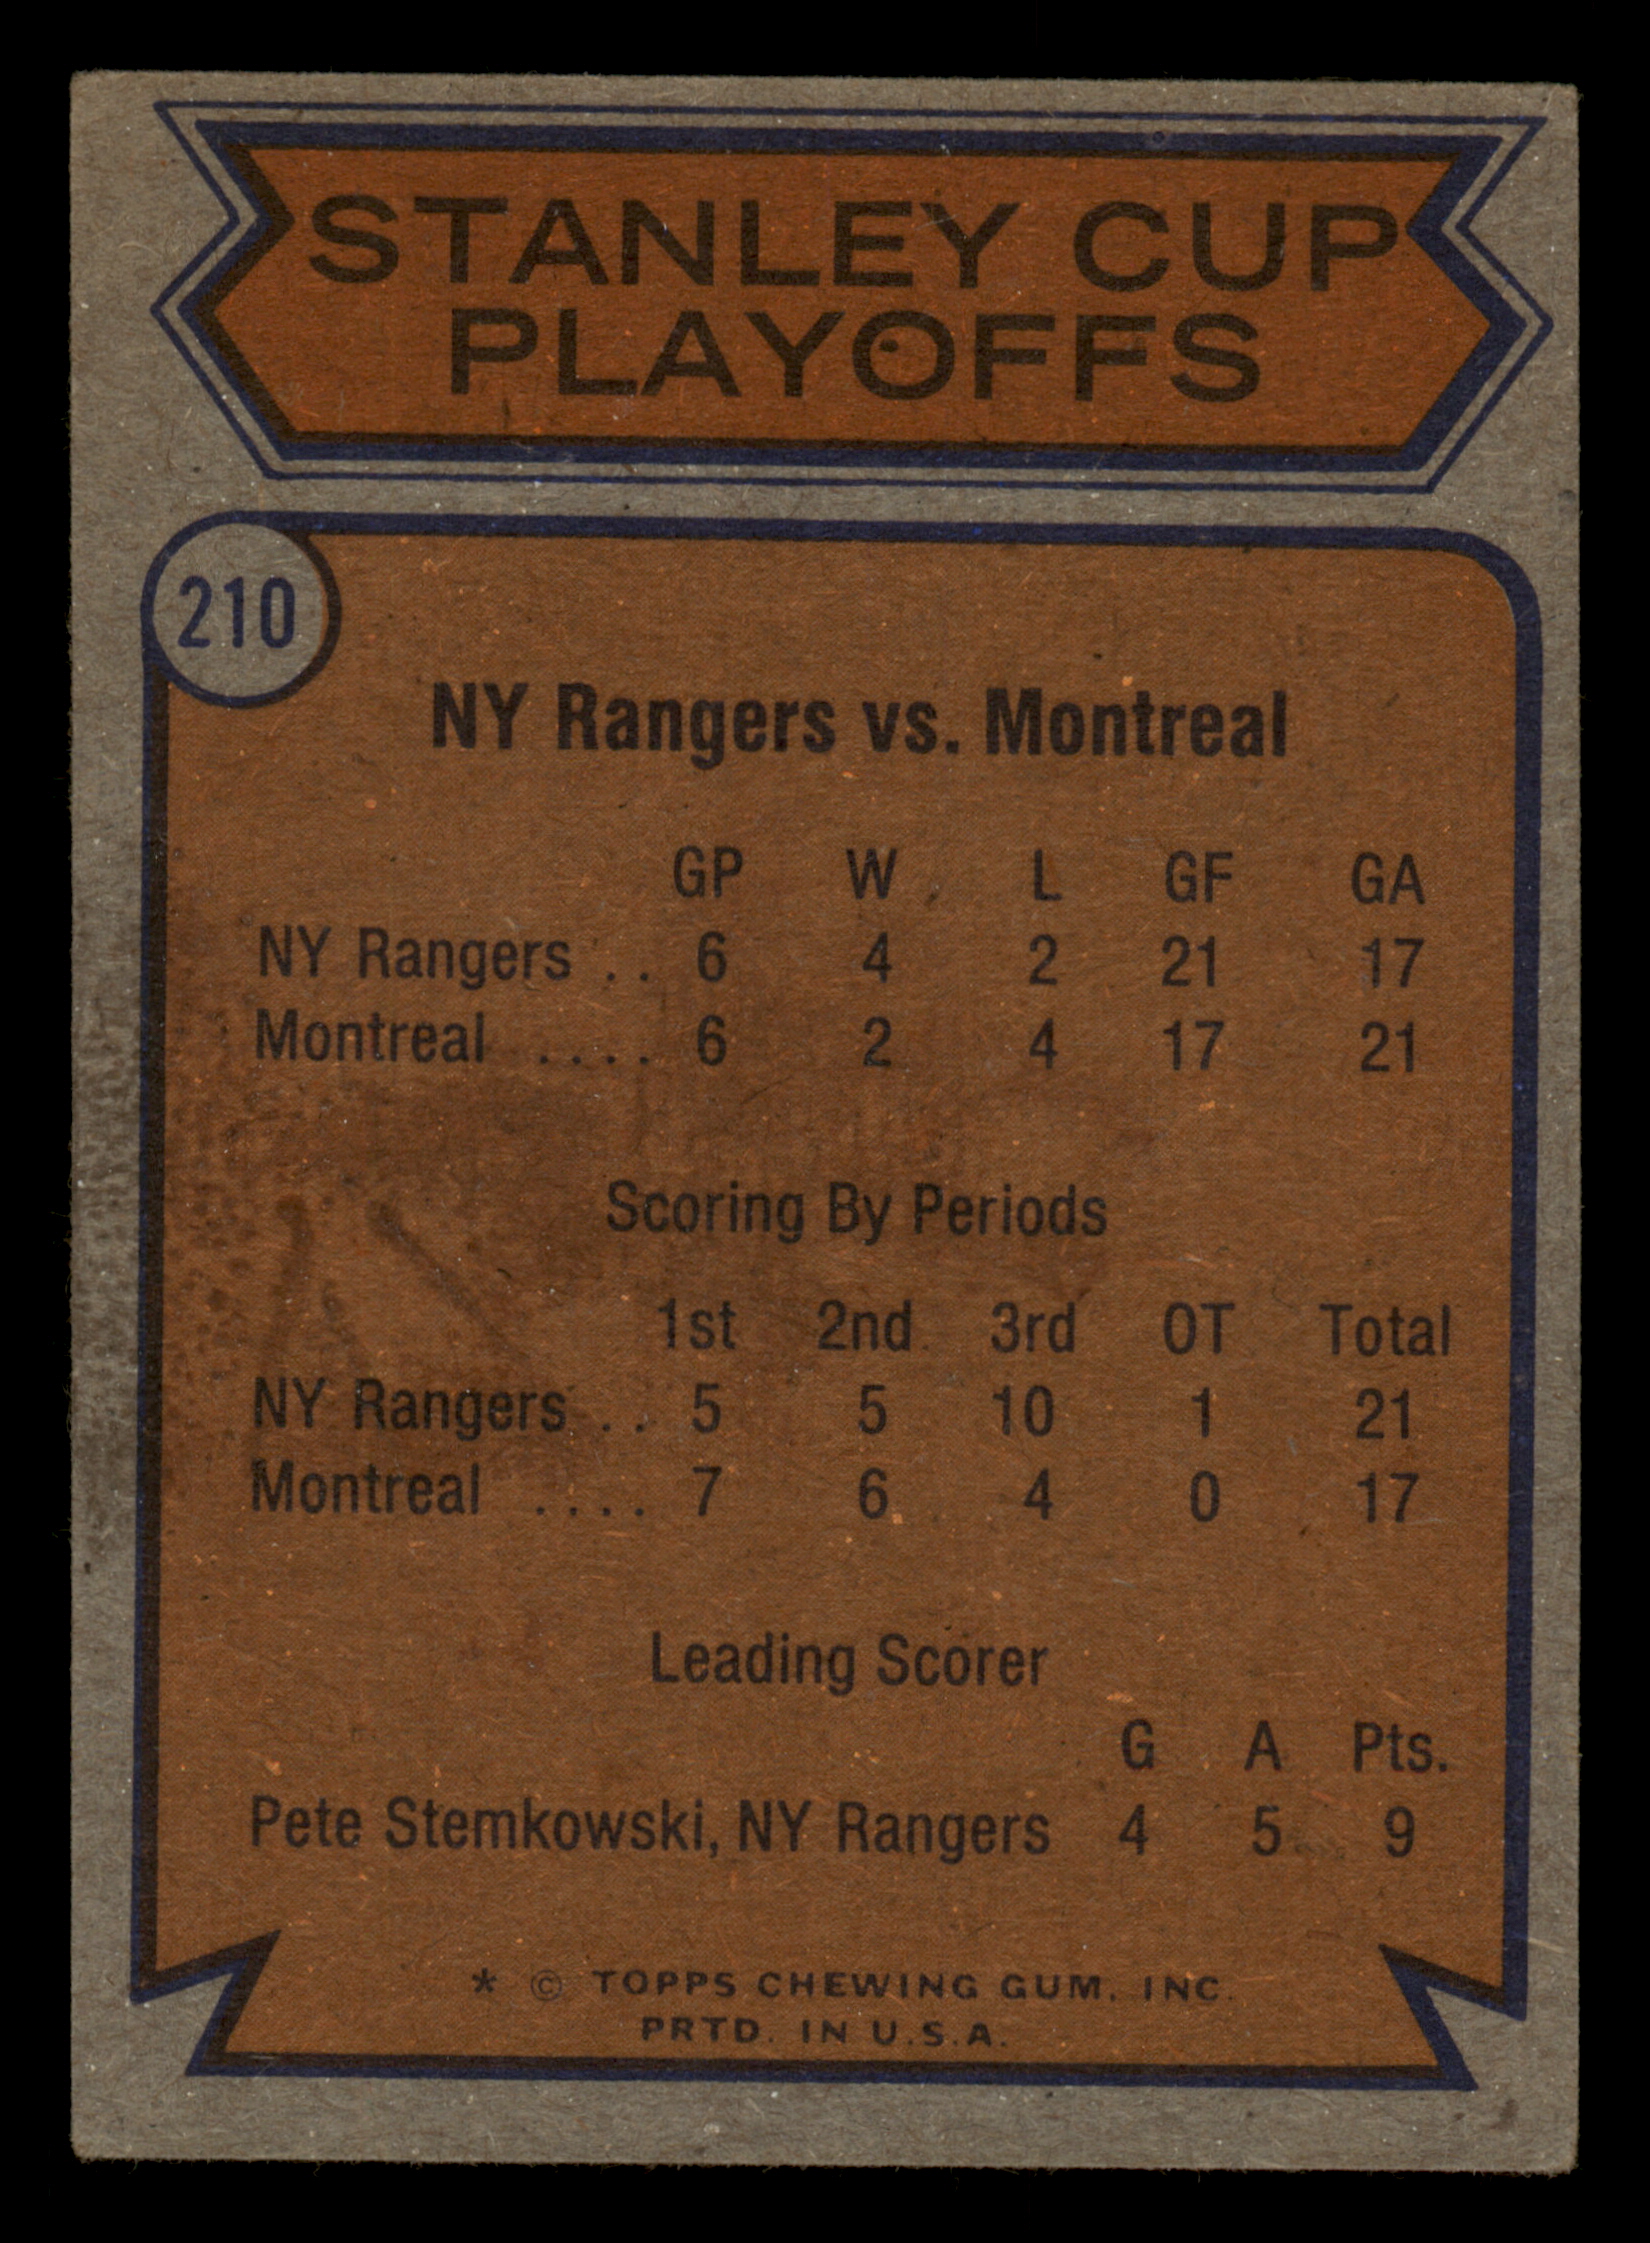 STANLEY CUP
PLAYOFFS
210
NY Rangers vs. Montreal
GP W L GF GA
NY Rangers .. 6 4 2 21 17
Montreal .... 6 2 4 17 21
Scoring By Periods
1st 2nd 3rd OT Total
NY Rangers .. 5 5 10 1 21
Montreal .... 7 6 4 0 17
Leading Scorer
G A Pts.
Pete Stemkowski, NY Rangers 4 5 9
* © TOPPS CHEWING GUM, INC.
PRTD. IN U.S.A.